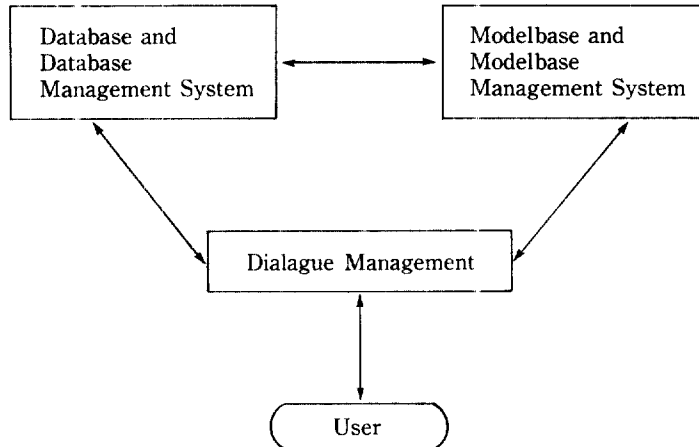 Database and
Database
Management System
Modelbase and
Modelbase
Management System
Dialague Management
User